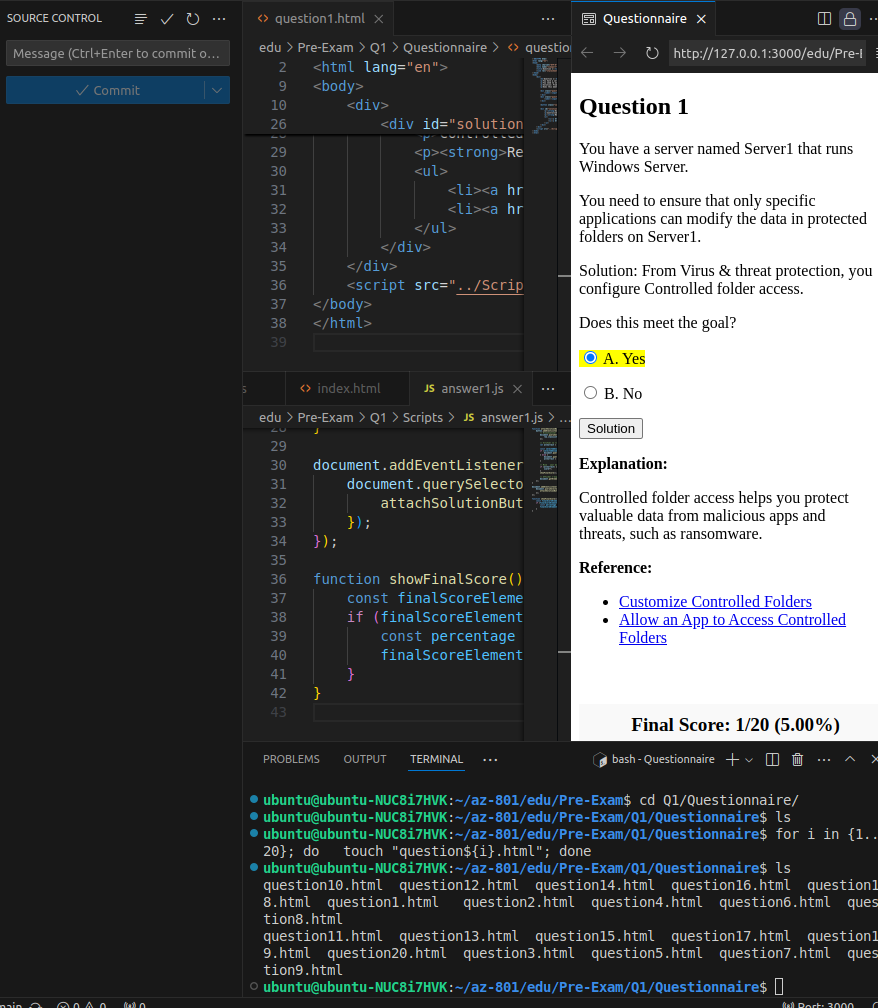 SOURCE CONTROL
Message (Ctrl+Enter to commit o...
Commit
question1.html
edu > Pre-Exam > Q1 > Questionnaire > <> question
2 <html lang="en">
9 <body>
10 <div>
26 <div id="solution
29 <p><strong>Re
30 <ul>
31 <li><a hr
32 <li><a hr
33 </ul>
34 </div>
35 </div>
36 <script src="../Scrip
37 </body>
38 </html>
39
s
index.html
JS answer1.js
edu > Pre-Exam > Q1 > Scripts > JS answer1.js > ...
28 }
29
30 document.addEventListener
31 document.querySelecto
32 attachSolutionBut
33 });
34 });
35
36 function showFinalScore()
37 const finalScoreEleme
38 if (finalScoreElement
39 const percentage
40 finalScoreElement
41 }
42 }
43
Questionnaire
http://127.0.0.1:3000/edu/Pre-E
Question 1
You have a server named Server1 that runs
Windows Server.
You need to ensure that only specific
applications can modify the data in protected
folders on Server1.
Solution: From Virus & threat protection, you
configure Controlled folder access.
Does this meet the goal?
A. Yes
B. No
Solution
Explanation:
Controlled folder access helps you protect
valuable data from malicious apps and
threats, such as ransomware.
Reference:
Customize Controlled Folders
Allow an App to Access Controlled
Folders
Final Score: 1/20 (5.00%)
PROBLEMS OUTPUT TERMINAL ...
bash - Questionnaire
ubuntu@ubuntu-NUC8i7HVK:~/az-801/edu/Pre-Exam$ cd Q1/Questionnaire/
ubuntu@ubuntu-NUC8i7HVK:~/az-801/edu/Pre-Exam/Q1/Questionnaire$ ls
ubuntu@ubuntu-NUC8i7HVK:~/az-801/edu/Pre-Exam/Q1/Questionnaire$ for i in {1..
20}; do   touch "question${i}.html"; done
ubuntu@ubuntu-NUC8i7HVK:~/az-801/edu/Pre-Exam/Q1/Questionnaire$ ls
question10.html  question12.html  question14.html  question16.html  question1
8.html  question1.html   question2.html  question4.html  question6.html  ques
tion8.html
question11.html  question13.html  question15.html  question17.html  question1
9.html  question20.html  question3.html  question5.html  question7.html  ques
tion9.html
ubuntu@ubuntu-NUC8i7HVK:~/az-801/edu/Pre-Exam/Q1/Questionnaire$
main 0 0 0 Port: 3000